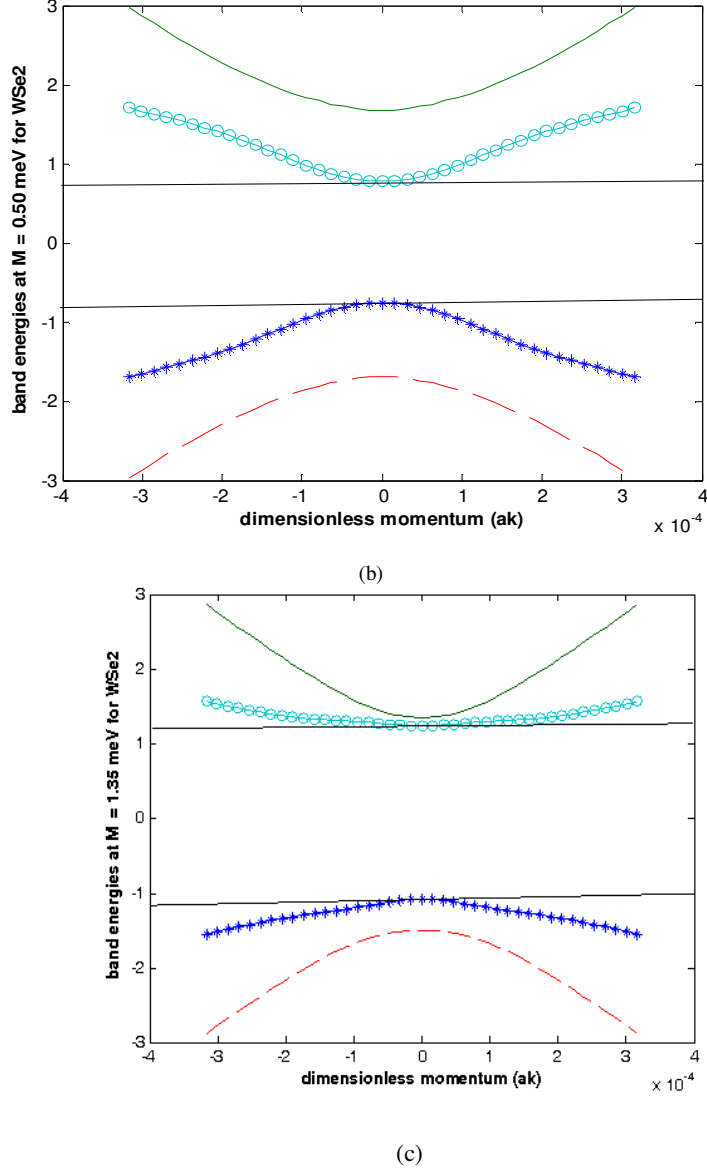 3
2
1
0
-1
-2
-3
-4 -3 -2 -1 0 1 2 3 4
band energies at M = 0.50 meV for WSe2
dimensionless momentum (ak)
x 10-4
(b)
3
2
1
0
-1
-2
-3
-4 -3 -2 -1 0 1 2 3 4
band energies at M = 1.35 meV for WSe2
dimensionless momentum (ak)
x 10-4
(c)